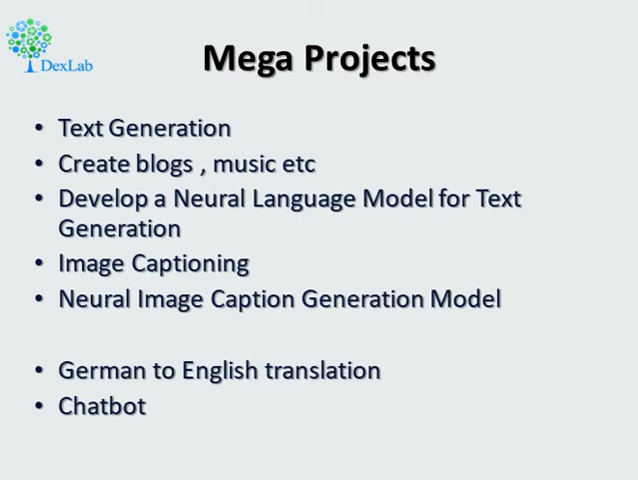 DexLab
Mega Projects
• Text Generation
• Create blogs , music etc
• Develop a Neural Language Model for Text
Generation
• Image Captioning
• Neural Image Caption Generation Model
• German to English translation
• Chatbot